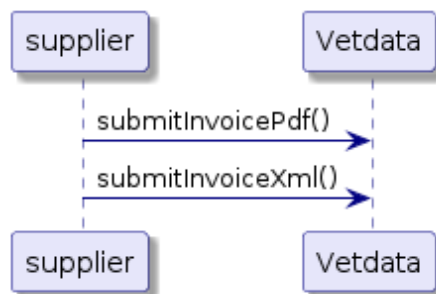 supplier Vetdata
submitInvoicePdf()
submitInvoiceXml()
supplier Vetdata